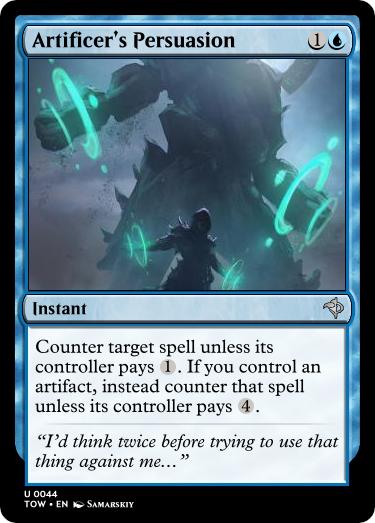 Artificer's Persuasion 1
Instant
Counter target spell unless its
controller pays 1. If you control an
artifact, instead counter that spell
unless its controller pays 4.
"I'd think twice before trying to use that
thing against me…"
U 0044
TOW • EN Samarskiy